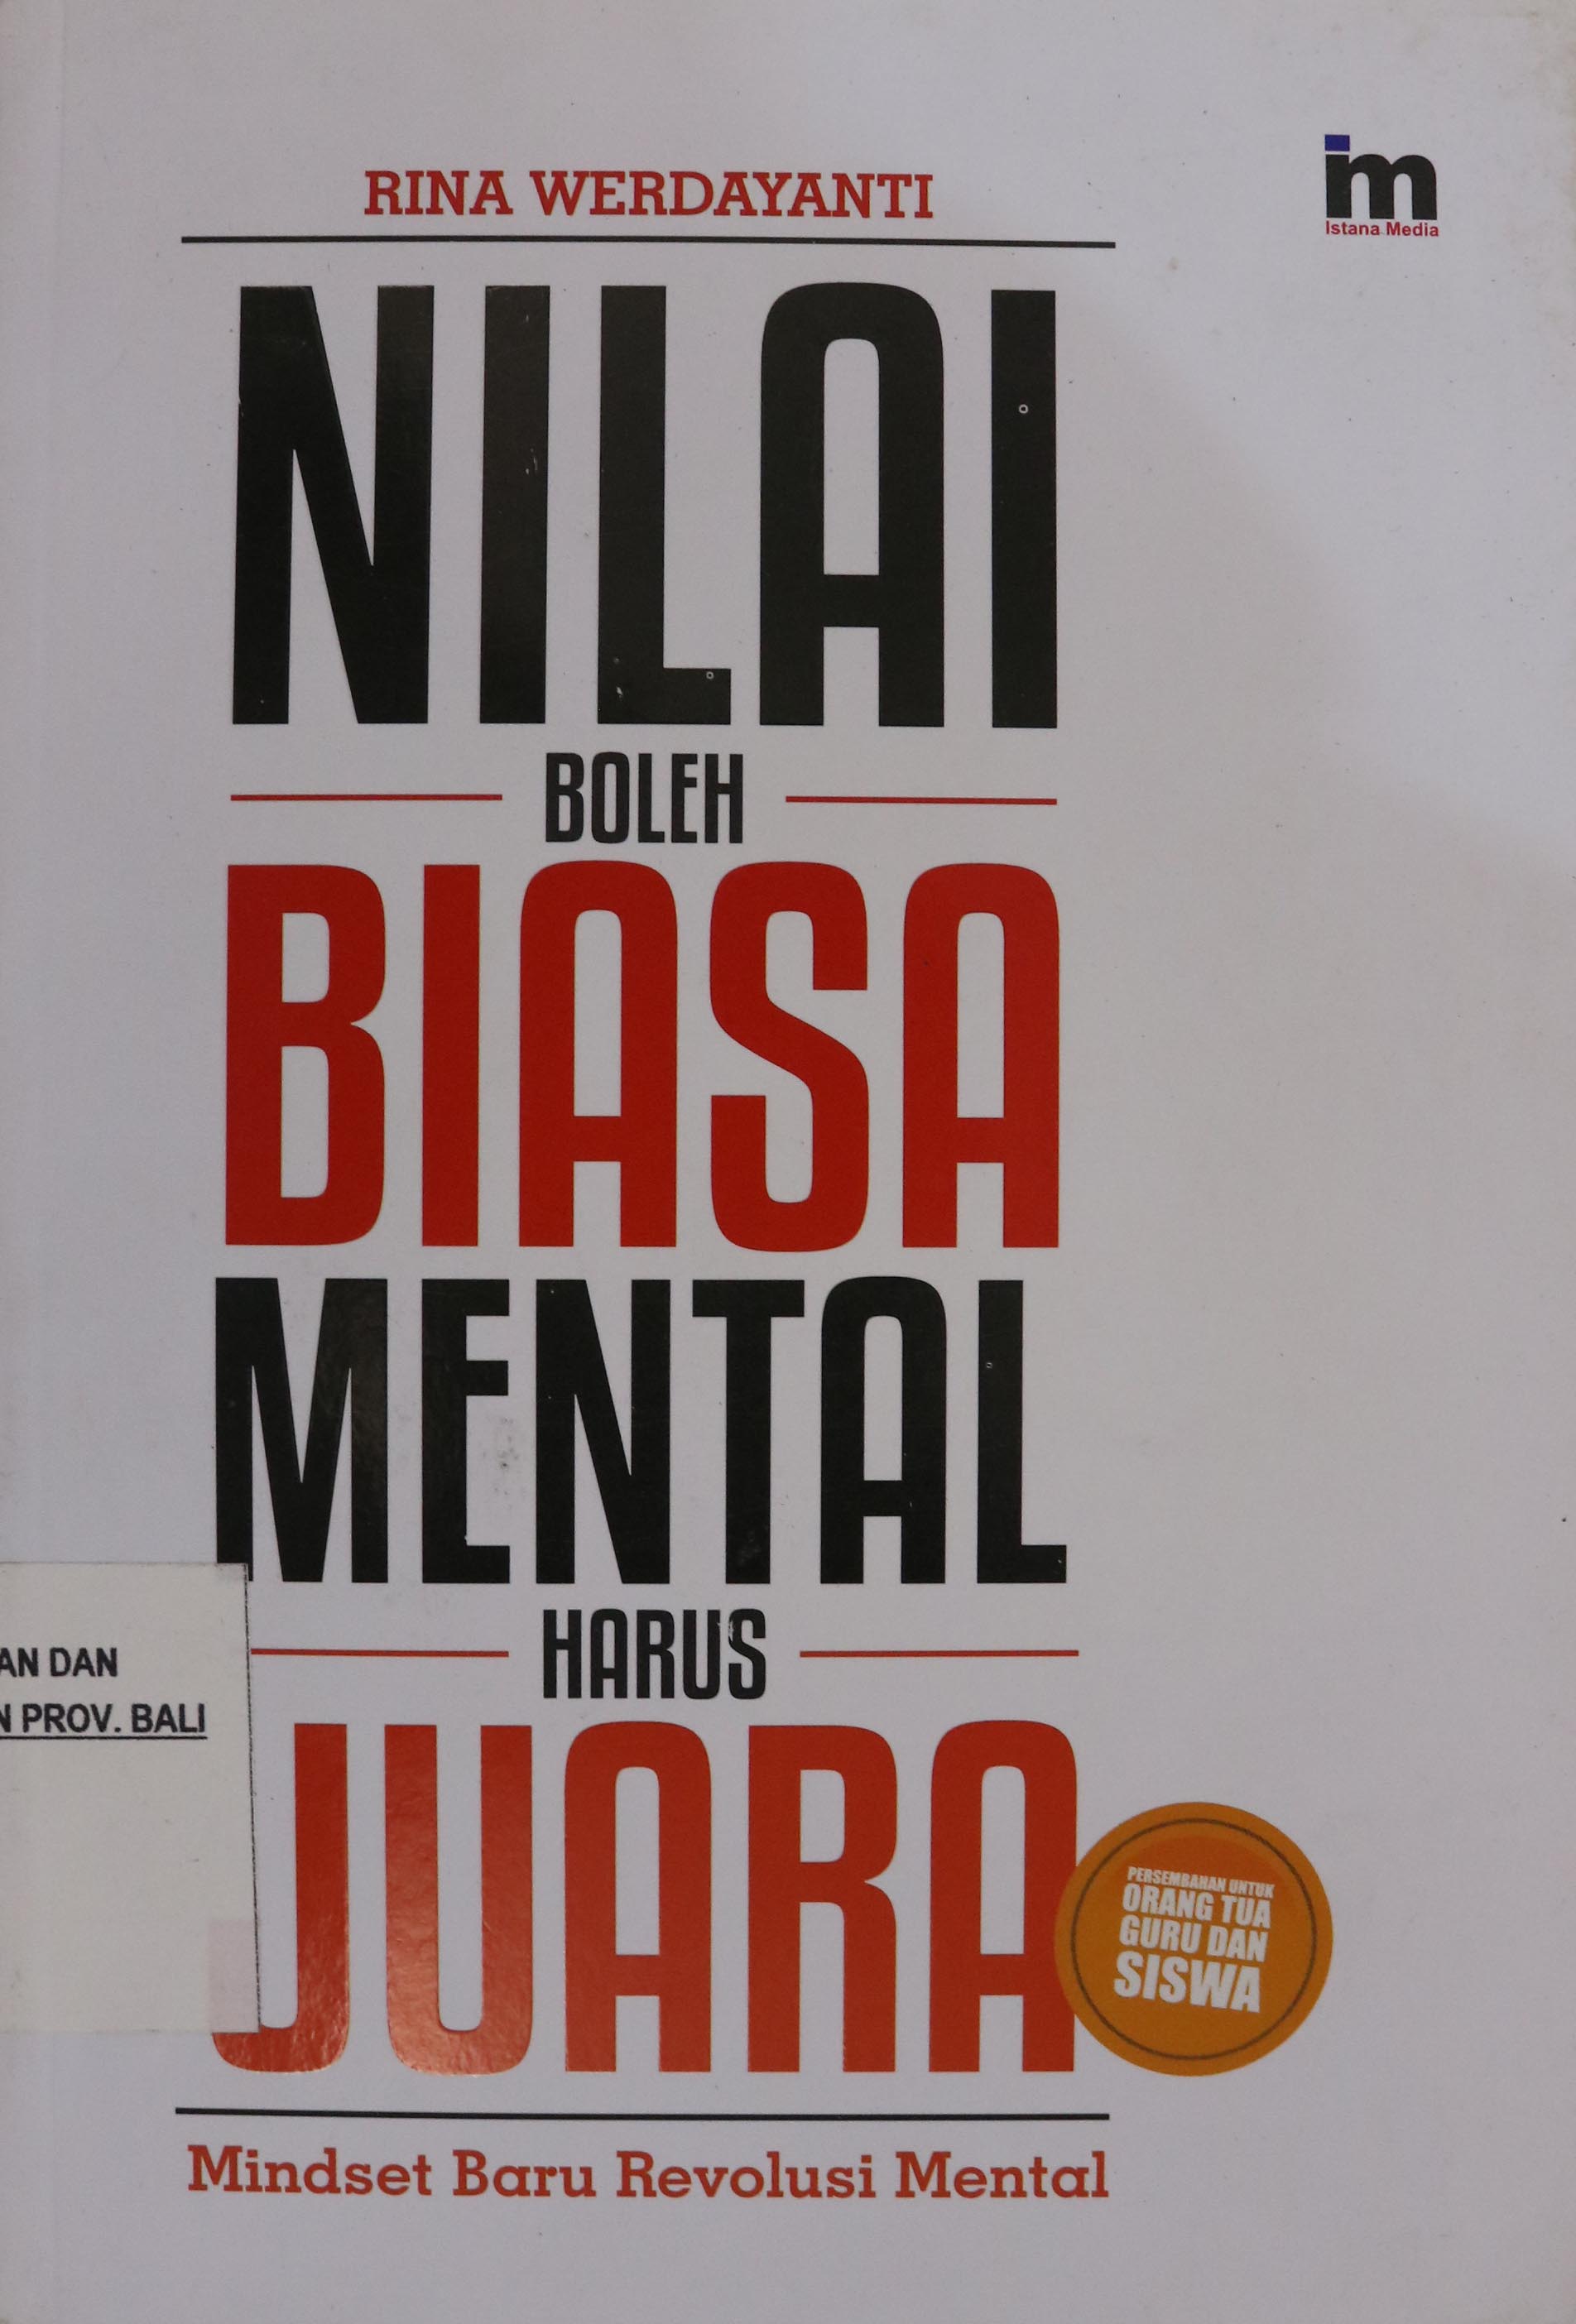 RINA WERDAYANTI
im
Istana Media
NILAI
BOLEH
BIASA
MENTAL
HARUS
JUARA
AN DAN
N PROV. BALI
PERSEMBAHAN UNTUK
ORANG TUA
GURU DAN
SISWA
Mindset Baru Revolusi Mental